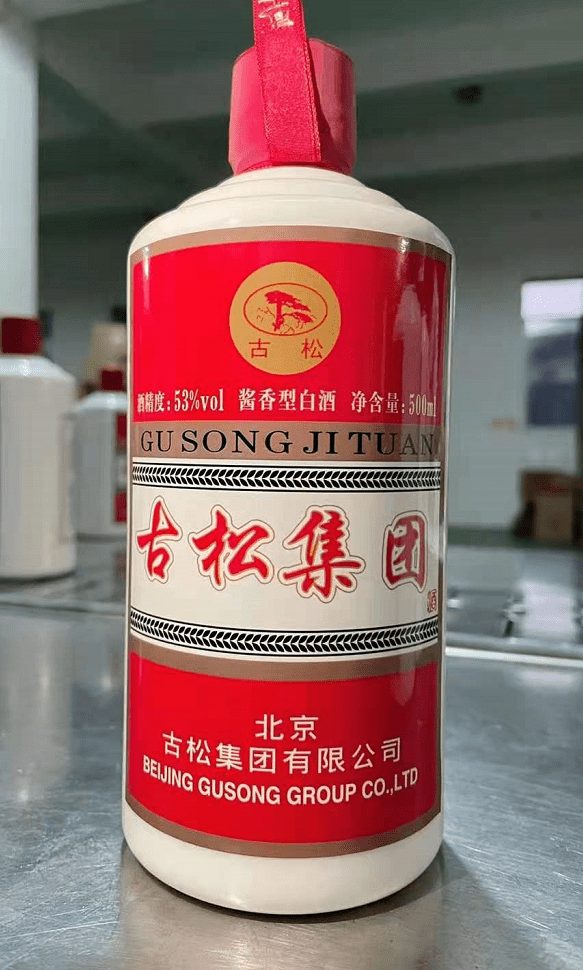 古松
酒精度:53%vol 酱香型白酒 净含量:500ml
GU SONG JI TUAN
古松集团
酒
北京
古松集团有限公司
BEIJING GUSONG GROUP CO.,LTD